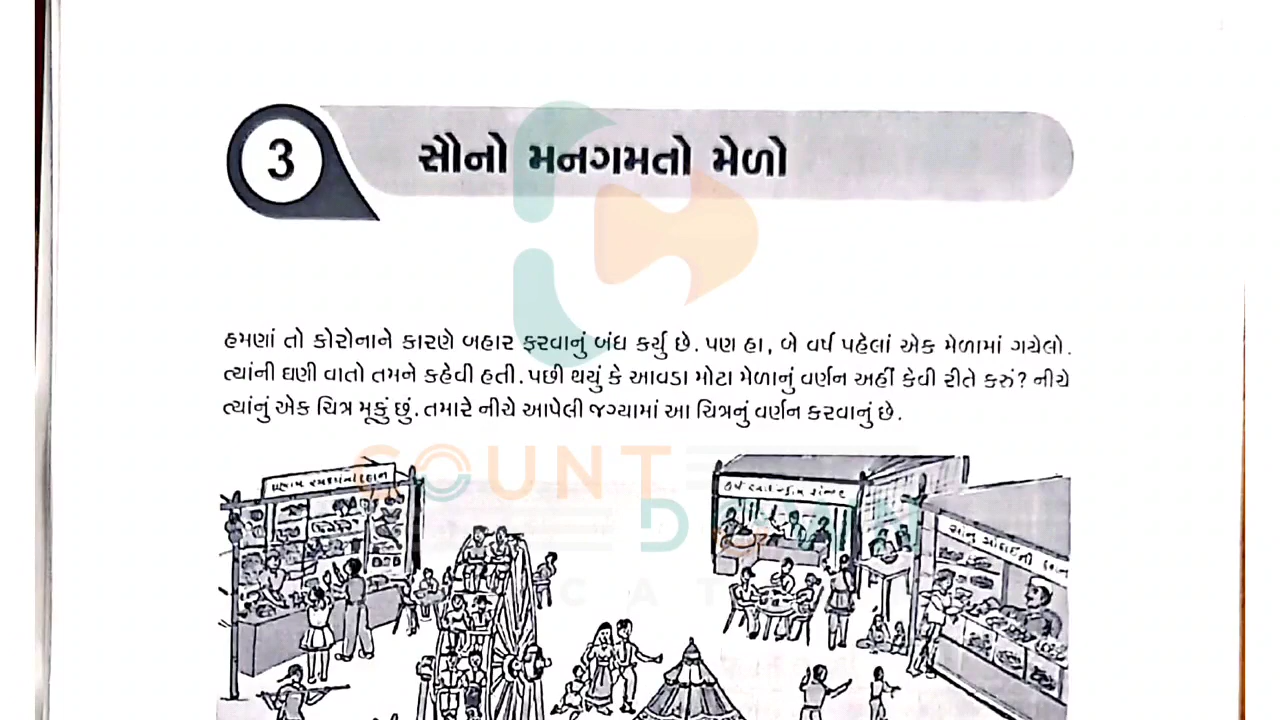 3
સૌનો મનગમતો મેળો
હમણાં તો કોરોનાને કારણે બહાર ફરવાનું બંધ કર્યું છે. પણ હા, બે વર્ષ પહેલાં એક મેળામાં ગયેલો.
ત્યાંની ઘણી વાતો તમને કહેવી હતી. પછી થયું કે આવડા મોટા મેળાનું વર્ણન અહીં કેવી રીતે કરું? નીચે
ત્યાંનું એક ચિત્ર મૂકું છું. તમારે નીચે આપેલી જગ્યામાં આ ચિત્રનું વર્ણન કરવાનું છે.
COUNT